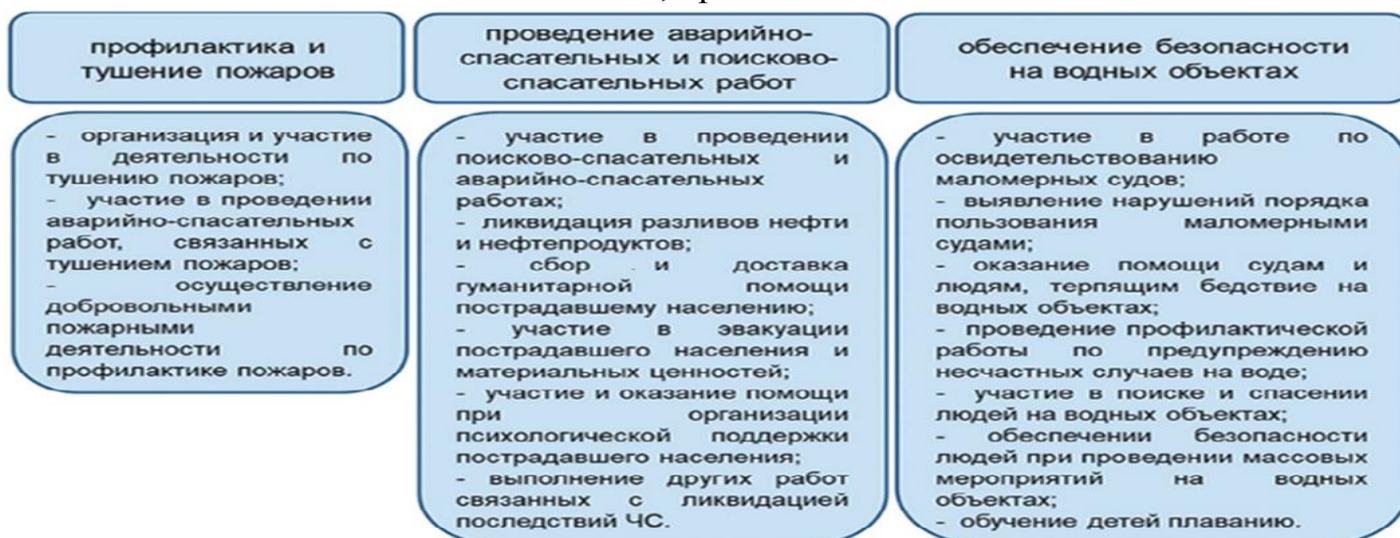 профилактика и
тушение пожаров
- организация и участие
в деятельности по
тушению пожаров;
- участие в проведении
аварийно-спасательных
работ, связанных с
тушением пожаров;
- осуществление
добровольными
пожарными
деятельности по
профилактике пожаров.
проведение аварийно-
спасательных и поисково-
спасательных работ
- участие в проведении
поисково-спасательных и
аварийно-спасательных
работах;
- ликвидация разливов нефти
и нефтепродуктов;
- сбор и доставка
гуманитарной помощи
пострадавшему населению;
- участие в эвакуации
пострадавшего населения и
материальных ценностей;
- участие и оказание помощи
при организации
психологической поддержки
пострадавшего населения;
- выполнение других работ
связанных с ликвидацией
последствий ЧС.
обеспечение безопасности
на водных объектах
- участие в работе по
освидетельствованию
маломерных судов;
- выявление нарушений порядка
пользования маломерными
судами;
- оказание помощи судам и
людям, терпящим бедствие на
водных объектах;
- проведение профилактической
работы по предупреждению
несчастных случаев на воде;
- участие в поиске и спасении
людей на водных объектах;
- обеспечении безопасности
людей при проведении массовых
мероприятий на водных
объектах;
- обучение детей плаванию.